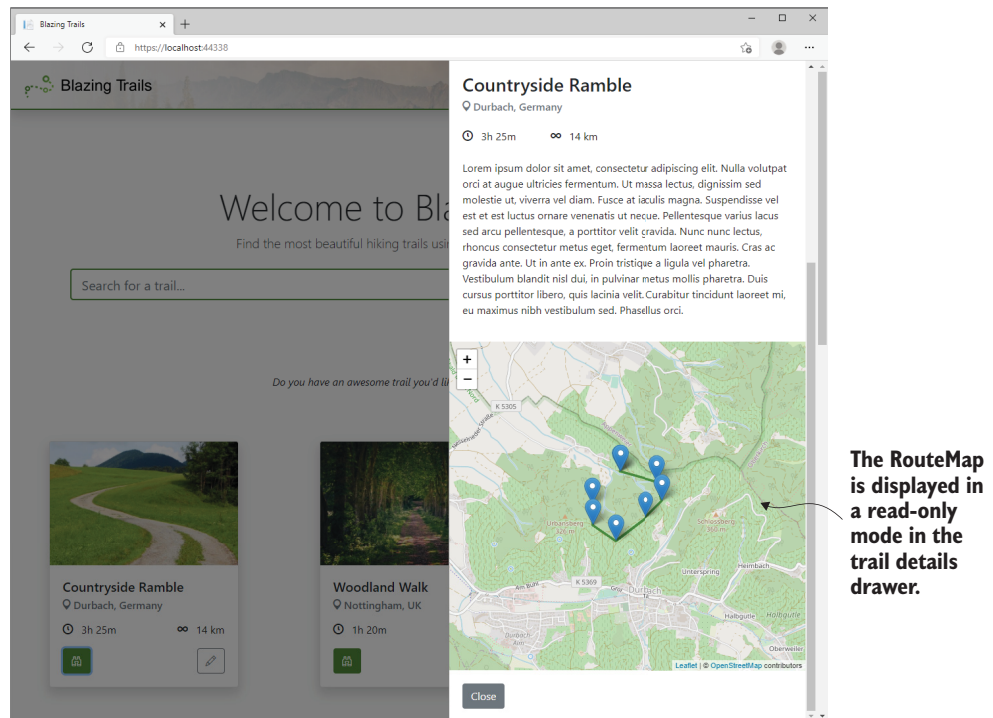 Blazing Trails
https://localhost:44338
Blazing Trails
Welcome to Bla
Find the most beautiful hiking trails usin
Search for a trail...
Do you have an awesome trail you'd li
Countryside Ramble
Durbach, Germany
3h 25m 14 km
Woodland Walk
Nottingham, UK
1h 20m
Countryside Ramble
Durbach, Germany
3h 25m 14 km
Lorem ipsum dolor sit amet, consectetur adipiscing elit. Nulla volutpat
orci at augue ultricies fermentum. Ut massa lectus, dignissim sed
molestie ut, viverra vel diam. Fusce at iaculis magna. Suspendisse vel
est et est luctus ornare venenatis ut necue. Pellentesque varius lacus
sed arcu pellentesque, a porttitor velit gravida. Nunc nunc lectus,
rhoncus consectetur metus eget, fermentum laoreet mauris. Cras ac
gravida ante. Ut in ante ex. Proin tristique a ligula vel pharetra.
Vestibulum blandit nisl dui, in pulvinar metus mollis pharetra. Duis
cursus porttitor libero, quis lacinia velit. Curabitur tincidunt laoreet mi,
eu maximus nibh vestibulum sed. Phasellus orci.
+
−
K 5305
Urbansberg
Schlossberg
Unterspring
Heimbach
K 5369
Am Bühl
Durbach
Halbgütle
Halbgütle
Oberweiler
Leaflet | © OpenStreetMap contributors
Close
The RouteMap
is displayed in
a read-only
mode in the
trail details
drawer.